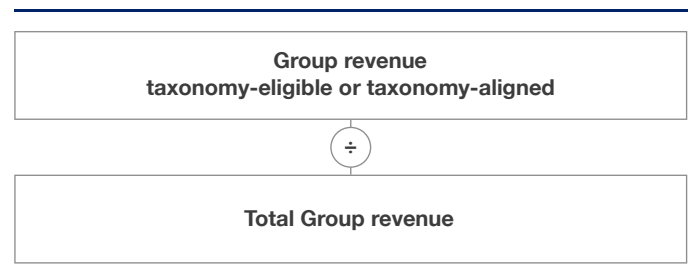 Group revenue
taxonomy-eligible or taxonomy-aligned
÷
Total Group revenue